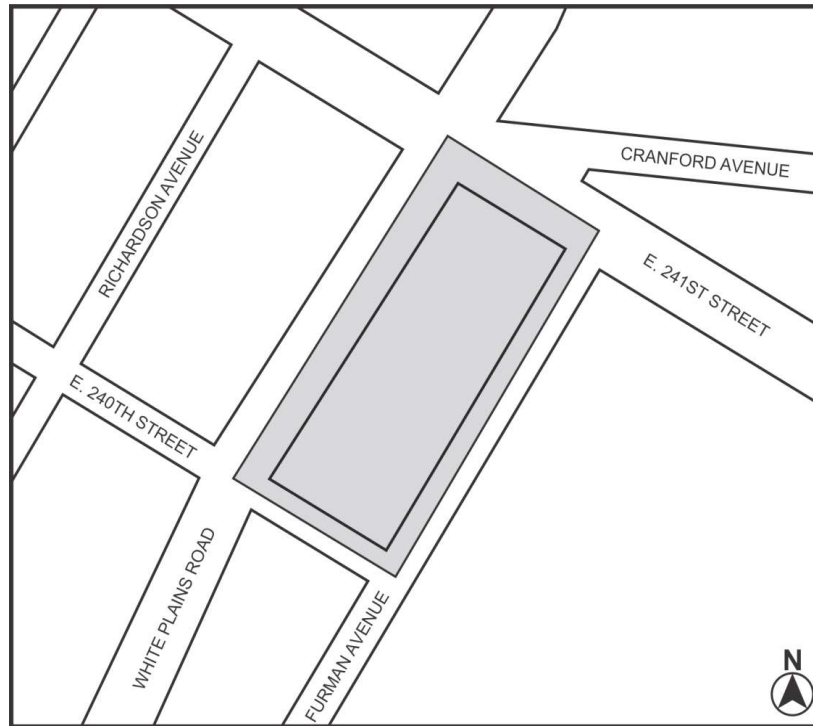 RICHARDSON AVENUE
CRANFORD AVENUE
E. 241ST STREET
E. 240TH STREET
WHITE PLAINS ROAD
FURMAN AVENUE
N